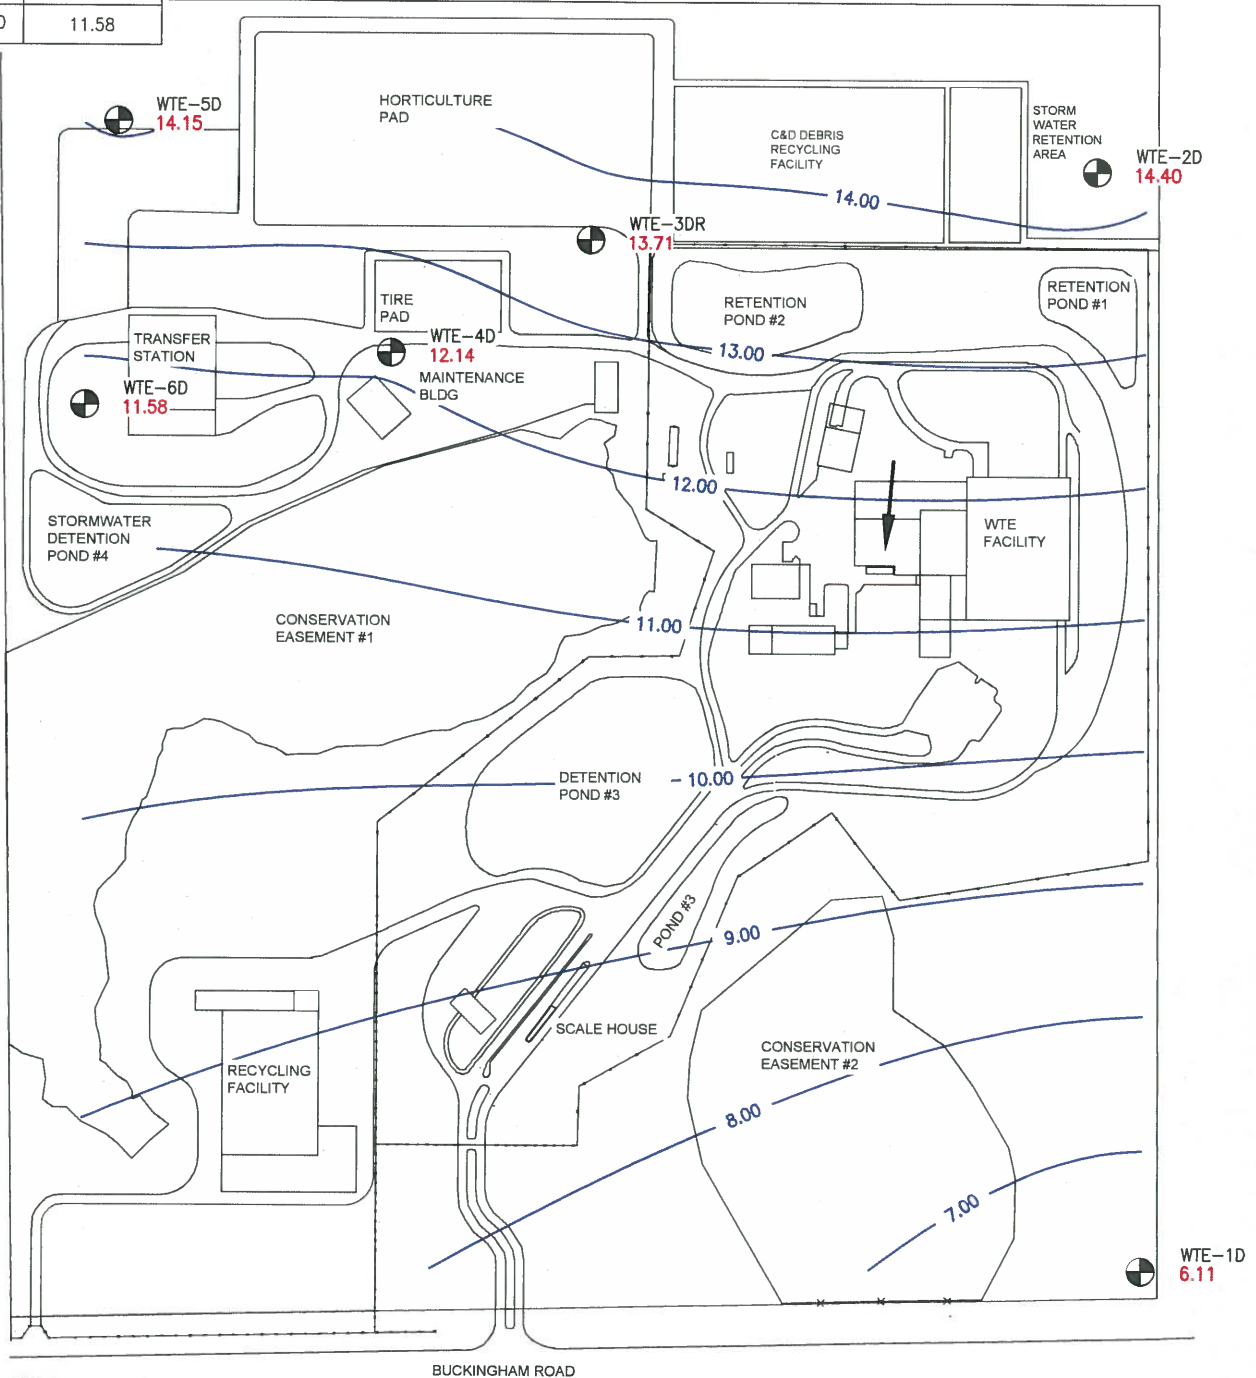 11.58
WTE-5D
14.15
HORTICULTURE
PAD
C&D DEBRIS
RECYCLING
FACILITY
STORM
WATER
RETENTION
AREA
WTE-2D
14.40
14.00
WTE-3DR
13.71
RETENTION
POND #2
RETENTION
POND #1
TIRE
PAD
TRANSFER
STATION
WTE-4D
12.14
13.00
MAINTENANCE
BLDG
WTE-6D
11.58
12.00
STORMWATER
DETENTION
POND #4
WTE
FACILITY
CONSERVATION
EASEMENT #1
11.00
DETENTION
POND #3
10.00
POND #3
9.00
SCALE HOUSE
CONSERVATION
EASEMENT #2
RECYCLING
FACILITY
8.00
7.00
WTE-1D
6.11
BUCKINGHAM ROAD